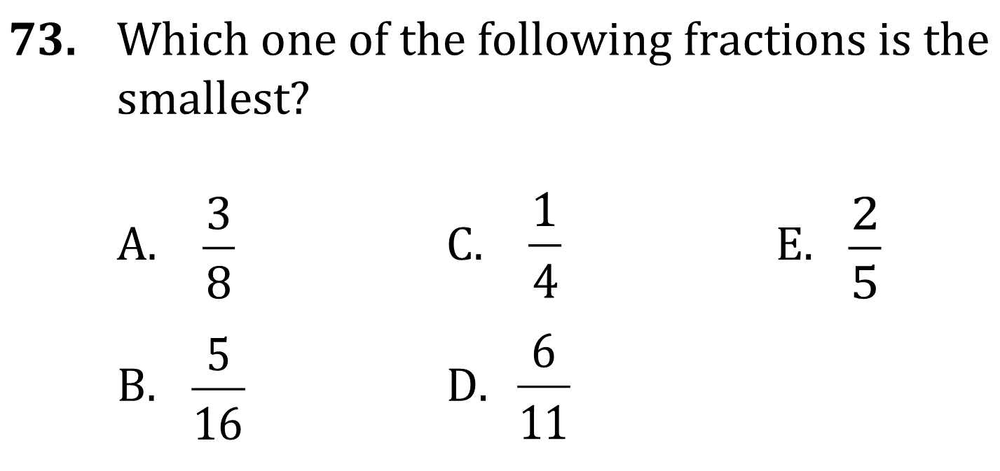 73. Which one of the following fractions is the
smallest?
A. 3/8 C. 1/4 E. 2/5
B. 5/16 D. 6/11